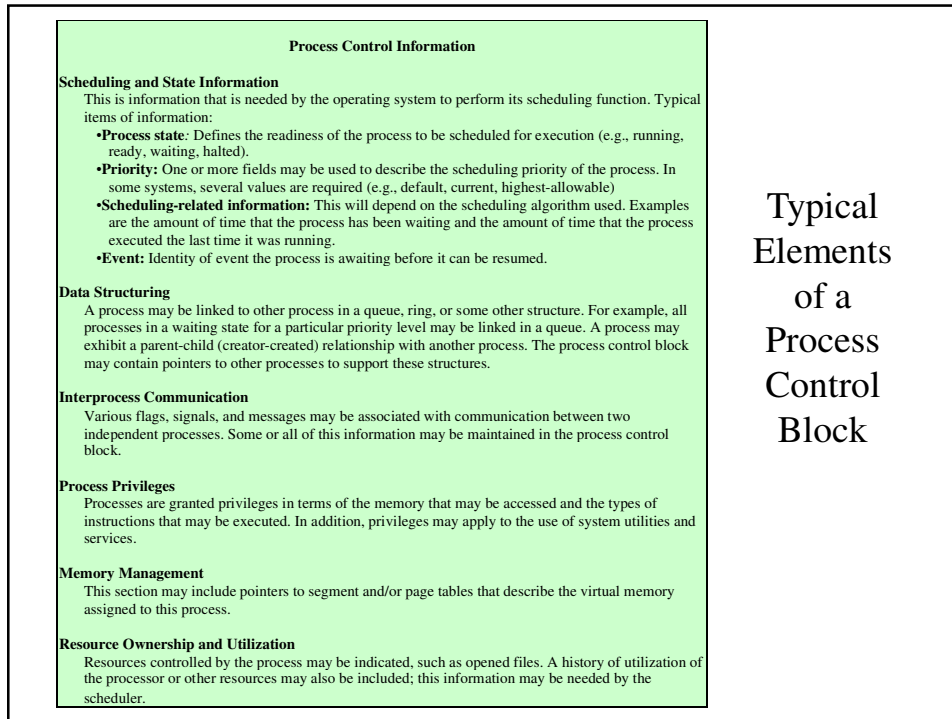 Process Control Information
Scheduling and State Information
This is information that is needed by the operating system to perform its scheduling function. Typical
items of information:
•Process state: Defines the readiness of the process to be scheduled for execution (e.g., running,
ready, waiting, halted).
•Priority: One or more fields may be used to describe the scheduling priority of the process. In
some systems, several values are required (e.g., default, current, highest-allowable)
•Scheduling-related information: This will depend on the scheduling algorithm used. Examples
are the amount of time that the process has been waiting and the amount of time that the process
executed the last time it was running.
•Event: Identity of event the process is awaiting before it can be resumed.
Data Structuring
A process may be linked to other process in a queue, ring, or some other structure. For example, all
processes in a waiting state for a particular priority level may be linked in a queue. A process may
exhibit a parent-child (creator-created) relationship with another process. The process control block
may contain pointers to other processes to support these structures.
Interprocess Communication
Various flags, signals, and messages may be associated with communication between two
independent processes. Some or all of this information may be maintained in the process control
block.
Process Privileges
Processes are granted privileges in terms of the memory that may be accessed and the types of
instructions that may be executed. In addition, privileges may apply to the use of system utilities and
services.
Memory Management
This section may include pointers to segment and/or page tables that describe the virtual memory
assigned to this process.
Resource Ownership and Utilization
Resources controlled by the process may be indicated, such as opened files. A history of utilization of
the processor or other resources may also be included; this information may be needed by the
scheduler.
Typical
Elements
of a
Process
Control
Block